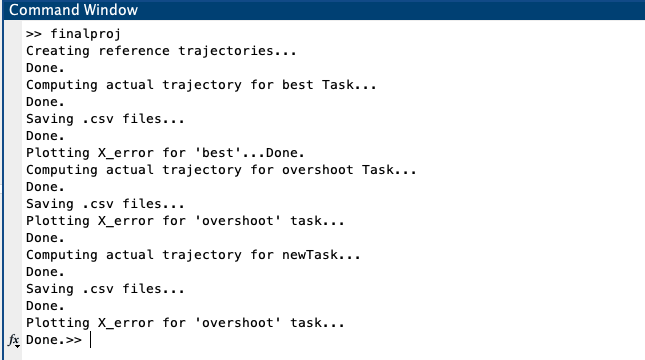 Command Window
>> finalproj
Creating reference trajectories...
Done.
Computing actual trajectory for best Task...
Done.
Saving .csv files...
Done.
Plotting X_error for 'best'...Done.
Computing actual trajectory for overshoot Task...
Done.
Saving .csv files...
Plotting X_error for 'overshoot' task...
Done.
Computing actual trajectory for newTask...
Done.
Saving .csv files...
Done.
Plotting X_error for 'overshoot' task...
fx Done.>>